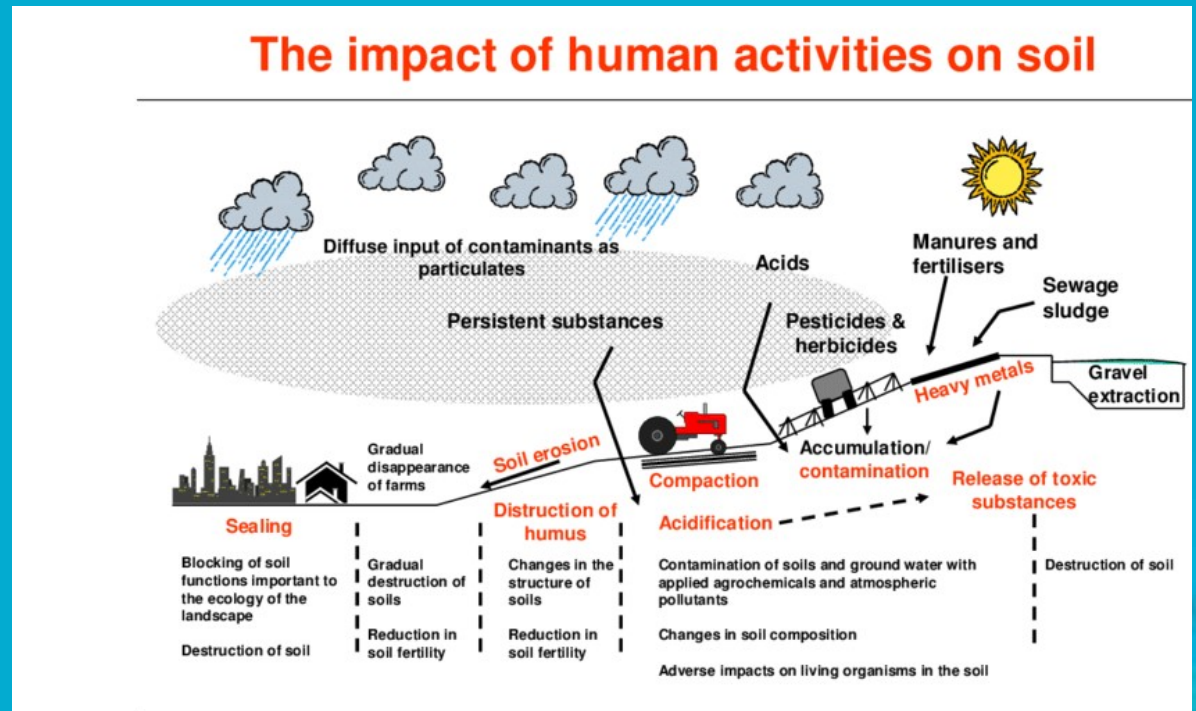 The impact of human activities on soil
Diffuse input of contaminants as
particulates
Acids
Manures and
fertilisers
Sewage
sludge
Persistent substances
Pesticides &
herbicides
Heavy metals
Gravel
extraction
Gradual
disappearance
of farms
Soil erosion
Compaction
Accumulation/
contamination
Release of toxic
substances
Sealing
Distruction of
humus
Acidification
Blocking of soil
functions important to
the ecology of the
landscape
Destruction of soil
Gradual
destruction of
soils
Reduction in
soil fertility
Changes in the
structure of
soils
Reduction in
soil fertility
Contamination of soils and ground water with
applied agrochemicals and atmospheric
pollutants
Changes in soil composition
Adverse impacts on living organisms in the soil
Destruction of soil